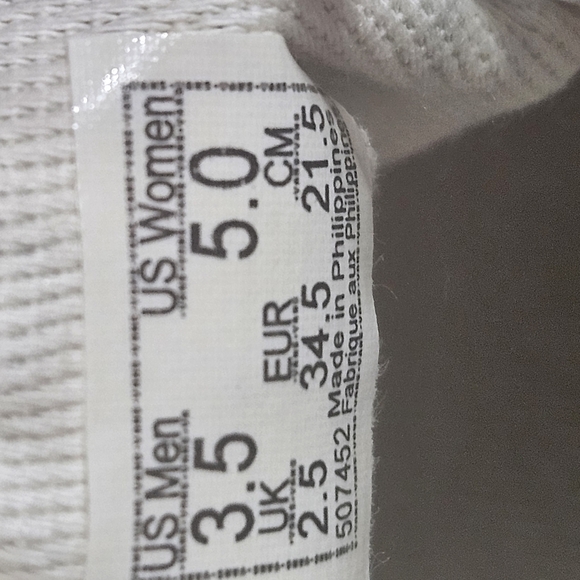 US Men US Women
3.5 5.0
UK EUR CM
2.5 34.5 21.5
507452 Made in Philippines
Fabrique aux Philippines